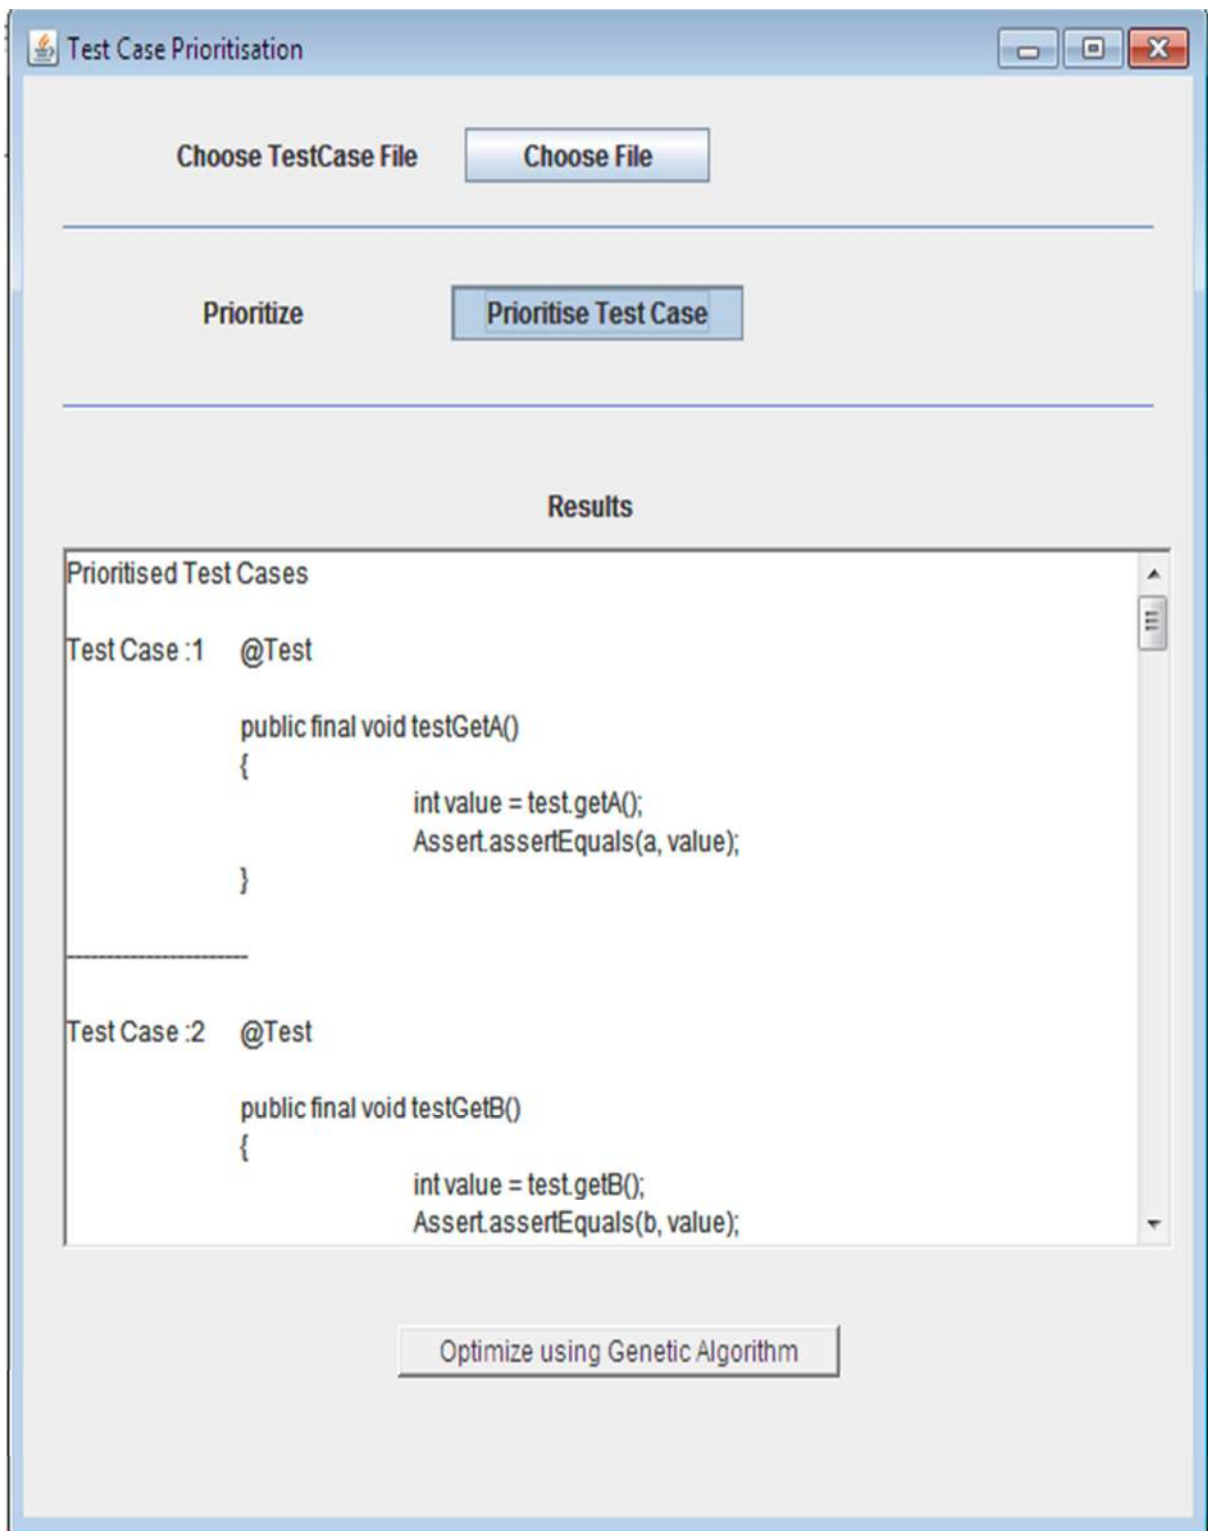 Test Case Prioritisation
Choose TestCase File Choose File
Prioritize Prioritise Test Case
Results
Prioritised Test Cases
Test Case :1 @Test
public final void testGetA()
{
int value = test.getA();
Assert.assertEquals(a, value);
}
----------------------------
Test Case :2 @Test
public final void testGetB()
{
int value = test.getB();
Assert.assertEquals(b, value);
Optimize using Genetic Algorithm